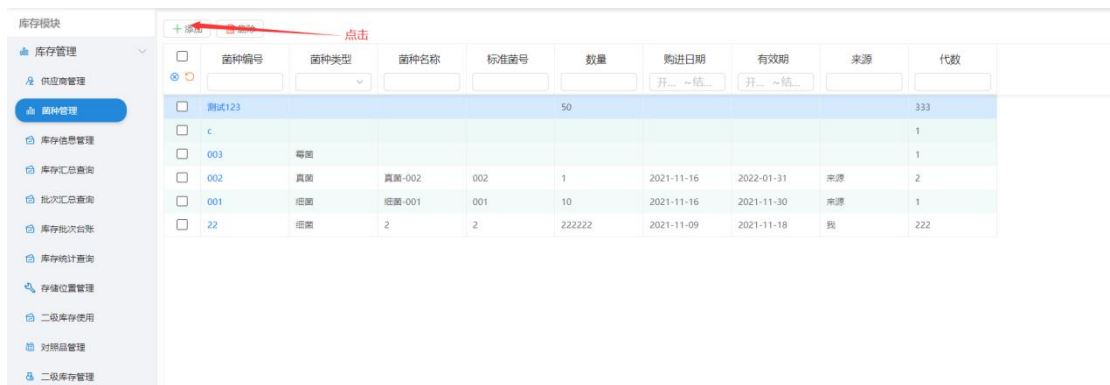 库存模块
库存管理
供应商管理
菌种管理
库存信息管理
库存汇总查询
批次汇总查询
库存批次台账
库存统计查询
存储位置管理
二级库存使用
对照品管理
二级库存管理
+ 添加 删除
点击
菌种编号 菌种类型 菌种名称 标准菌号 数量 购进日期 有效期 来源 代数
开... ~结... 开... ~结...
测试123 50 333
c 1
003 霉菌 1
002 真菌 真菌-002 002 1 2021-11-16 2022-01-31 来源 2
001 细菌 细菌-001 001 10 2021-11-16 2021-11-30 来源 1
22 细菌 2 2 222222 2021-11-09 2021-11-18 我 222